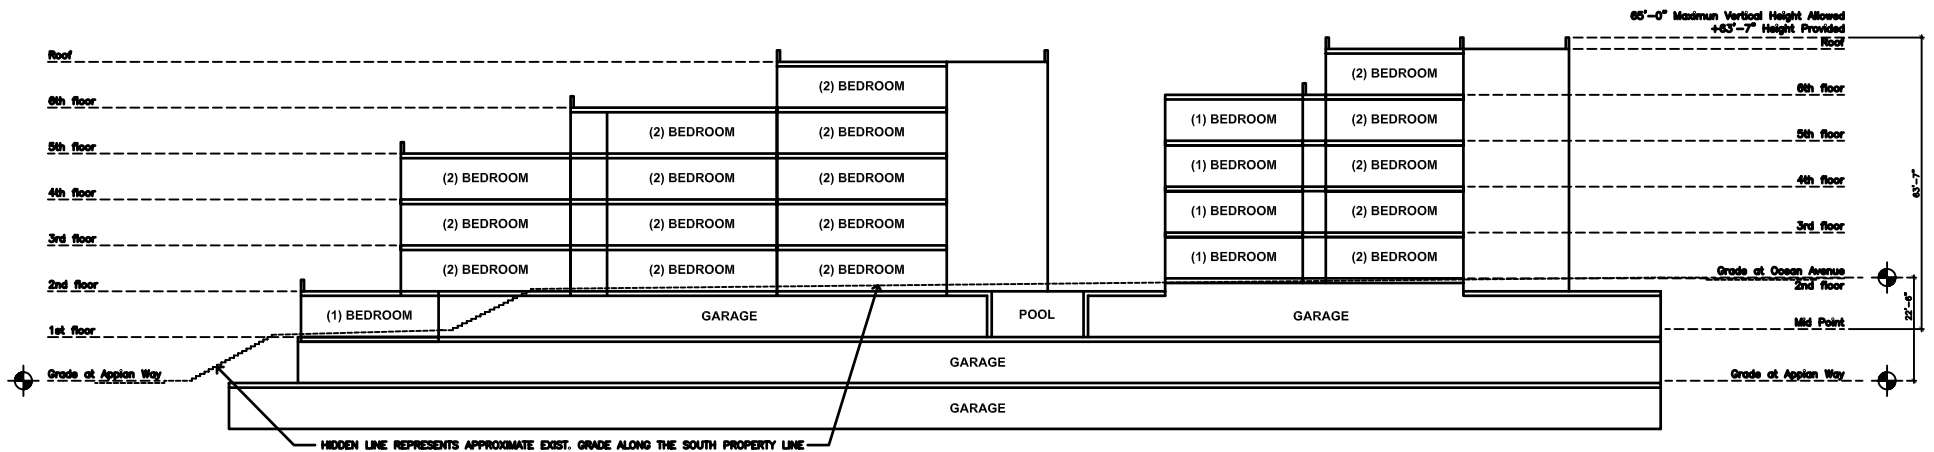 65'-0" Maximun Vertical Height Allowed
+63'-7" Height Provided
Roof
Roof
(2) BEDROOM
(2) BEDROOM
6th floor
6th floor
(2) BEDROOM
(2) BEDROOM
(1) BEDROOM
(2) BEDROOM
5th floor
5th floor
(2) BEDROOM
(2) BEDROOM
(2) BEDROOM
(1) BEDROOM
(2) BEDROOM
4th floor
4th floor
63'-7"
(2) BEDROOM
(2) BEDROOM
(2) BEDROOM
(1) BEDROOM
(2) BEDROOM
3rd floor
3rd floor
(2) BEDROOM
(2) BEDROOM
(2) BEDROOM
(1) BEDROOM
(2) BEDROOM
Grade at Ocean Avenue
2nd floor
2nd floor
(1) BEDROOM
GARAGE
POOL
GARAGE
22'-6"
1st floor
Mid Point
GARAGE
Grade at Appian Way
Grade at Appian Way
GARAGE
HIDDEN LINE REPRESENTS APPROXIMATE EXIST. GRADE ALONG THE SOUTH PROPERTY LINE